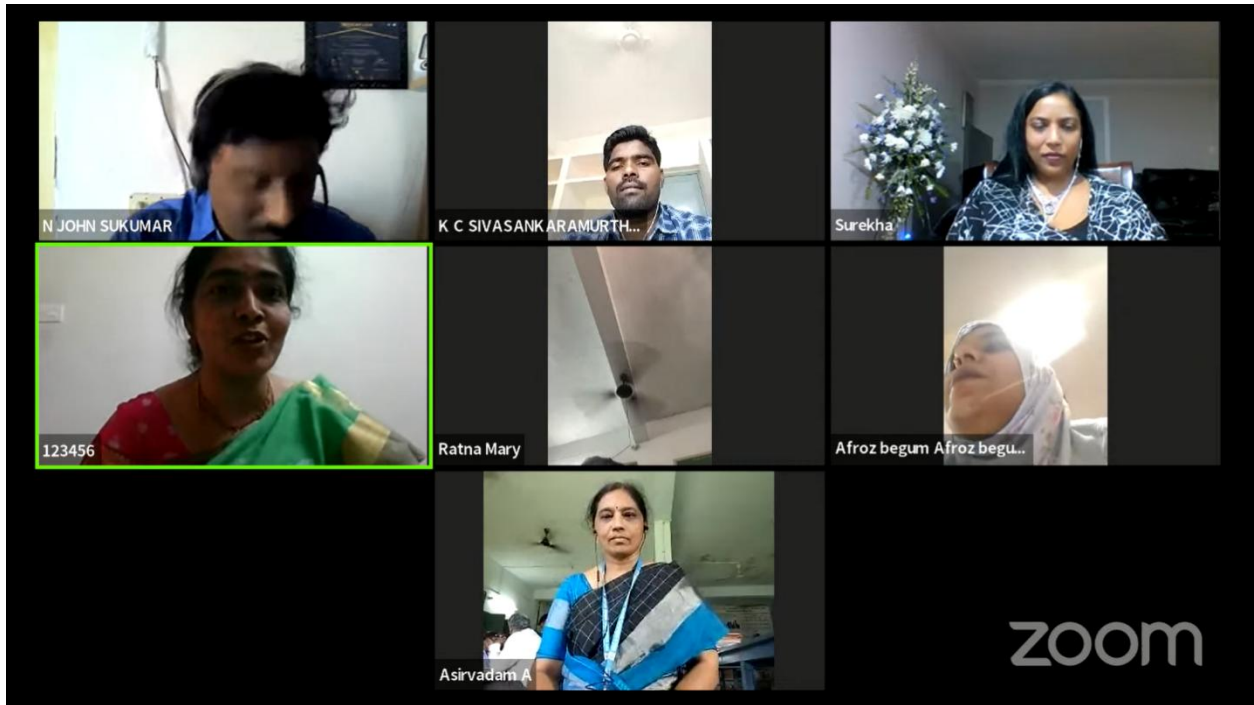 N JOHN SUKUMAR
K C SIVASANKARAMURTH...
Surekha
123456
Ratna Mary
Afroz begum Afroz begu...
Asirvadam A
zoom